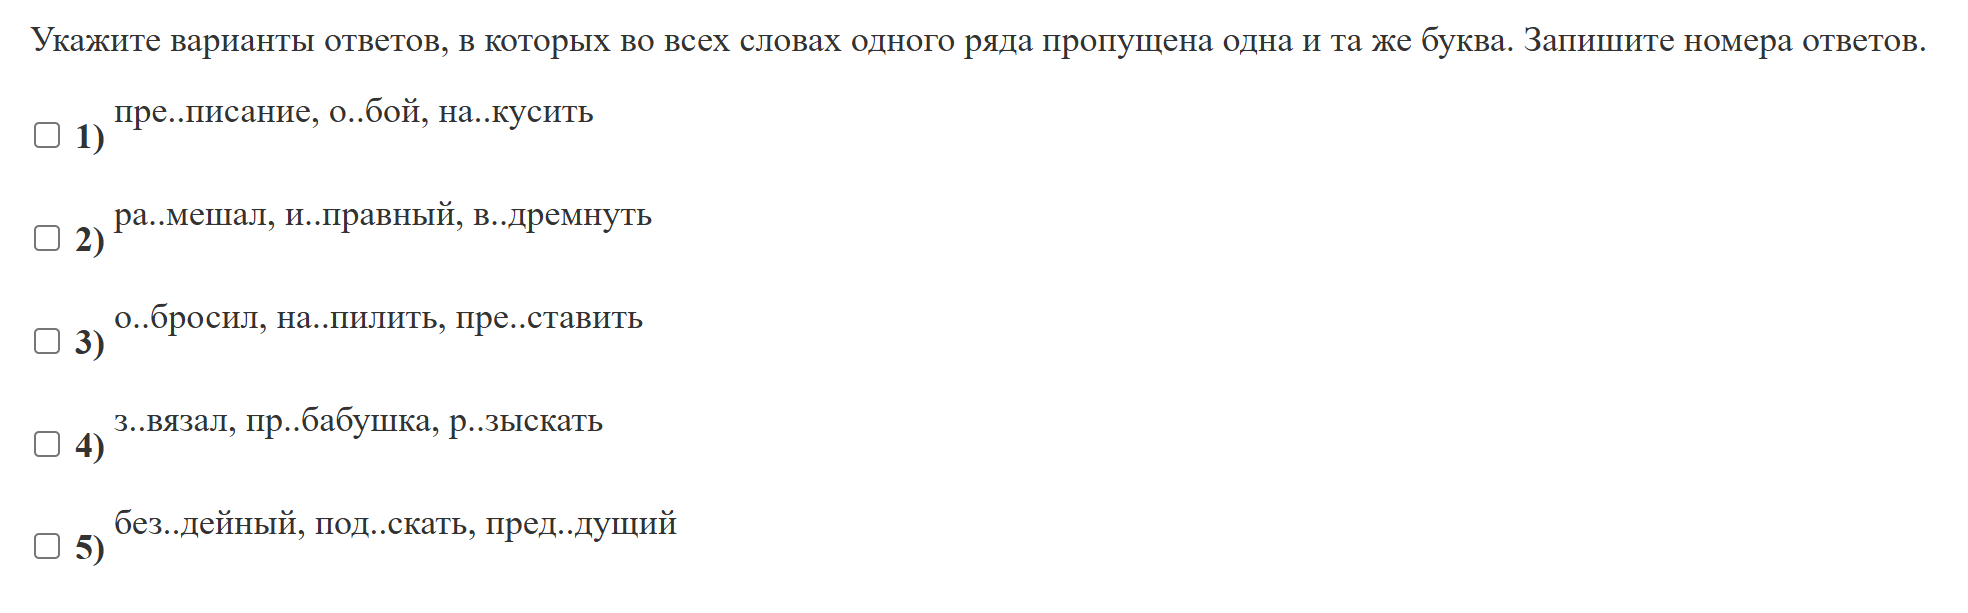 Укажите варианты ответов, в которых во всех словах одного ряда пропущена одна и та же буква. Запишите номера ответов.
1) пре..писание, о..бой, на..кусить
2) ра..мешал, и..правный, в..дремнуть
3) о..бросил, на..пилить, пре..ставить
4) з..вязал, пр..бабушка, р..зыскать
5) без..дейный, под..скать, пред..дущий